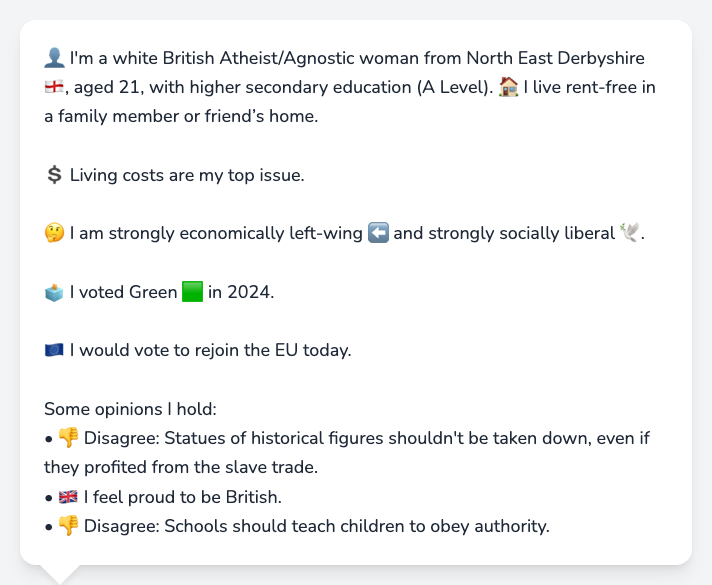 👤 I'm a white British Atheist/Agnostic woman from North East Derbyshire
🏴󠁧󠁢󠁥󠁮󠁧󠁿, aged 21, with higher secondary education (A Level). 🏠 I live rent-free in
a family member or friend’s home.
💲 Living costs are my top issue.
🤔 I am strongly economically left-wing ⬅️ and strongly socially liberal 🕊️.
🗳️ I voted Green 🟩 in 2024.
🇪🇺 I would vote to rejoin the EU today.
Some opinions I hold:
• 👎 Disagree: Statues of historical figures shouldn't be taken down, even if
they profited from the slave trade.
• 🇬🇧 I feel proud to be British.
• 👎 Disagree: Schools should teach children to obey authority.